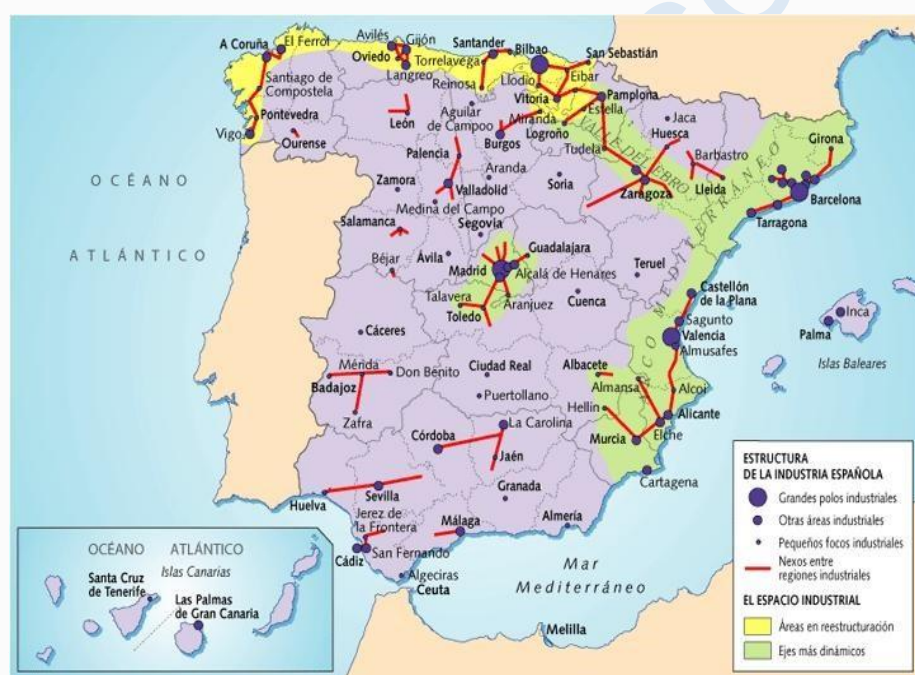 Avilés
Gijón
A Coruña
El Ferrol
Oviedo
Santander
Bilbao
Torrelavega
San Sebastián
Langreo
Llodio
Eibar
Reinosa
Santiago de
Compostela
Vitoria
Pamplona
Estella
Pontevedra
León
Aguilar
de Campoo
Miranda
Logroño
Jaca
Huesca
Vigo
Ourense
Burgos
VALLE DEL EBRO
Girona
Palencia
Tudela
Barbastro
OCÉANO
ATLÁNTICO
Zamora
Aranda
Soria
Valladolid
Zaragoza
Lleida
Barcelona
Medina del Campo
Tarragona
Salamanca
Segovia
ARCO MEDITERRÁNEO
Guadalajara
Béjar
Ávila
Madrid
Alcalá de Henares
Teruel
Talavera
Aranjuez
Cuenca
Castellón
de la Plana
Toledo
Sagunto
Inca
Cáceres
Valencia
Palma
Almusafes
Islas Baleares
Mérida
Ciudad Real
Albacete
Badajoz
Don Benito
Almansa
Alcoi
Puertollano
Zafra
Hellín
Alicante
La Carolina
Elche
Córdoba
Murcia
Jaén
Cartagena
Sevilla
Granada
Huelva
Jerez de
la Frontera
Málaga
Almería
Cádiz
San Fernando
Algeciras
Ceuta
Mar
Mediterráneo
Melilla
OCÉANO ATLÁNTICO
Islas Canarias
Santa Cruz
de Tenerife
Las Palmas
de Gran Canaria
ESTRUCTURA
DE LA INDUSTRIA ESPAÑOLA
Grandes polos industriales
Otras áreas industriales
Pequeños focos industriales
Nexos entre
regiones industriales
EL ESPACIO INDUSTRIAL
Áreas en reestructuración
Ejes más dinámicos